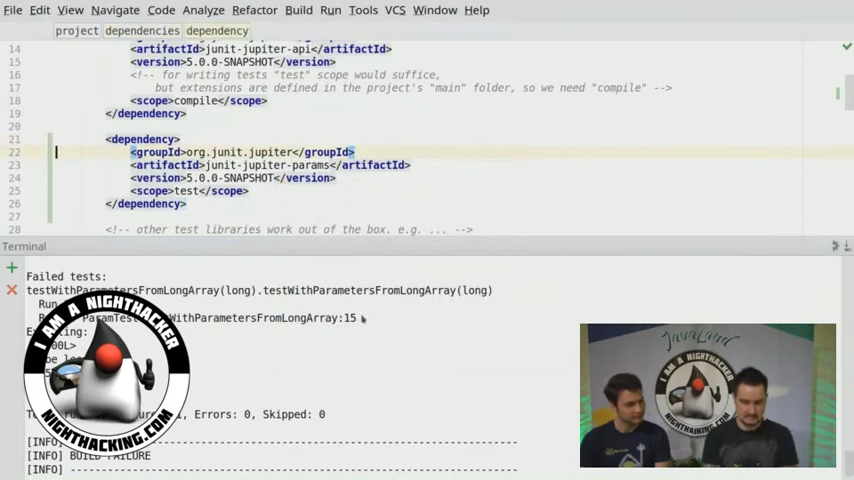 File Edit View Navigate Code Analyze Refactor Build Run Tools VCS Window Help
project dependencies dependency
14 <artifactId>junit-jupiter-api</artifactId>
15 <version>5.0.0-SNAPSHOT</version>
16 <!-- for writing tests "test" scope would suffice,
17 but extensions are defined in the project's "main" folder, so we need "compile" -->
18 <scope>compile</scope>
19 </dependency>
20
21 <dependency>
22 <groupId>org.junit.jupiter</groupId>
23 <artifactId>junit-jupiter-params</artifactId>
24 <version>5.0.0-SNAPSHOT</version>
25 <scope>test</scope>
26 </dependency>
27
28 <!-- other test libraries work out of the box. e.g. ... -->
Terminal
Failed tests:
testWithParametersFromLongArray(long).testWithParametersFromLongArray(long)
Run
ParamTest WithParametersFromLongArray:15
Errors: 0, Skipped: 0
[INFO]
[INFO] BUILD FAILURE
[INFO]
I AM A NIGHTHACKER
NIGHTHACKING.COM
JavaLand
I AM A NIGHTHACKER
NIGHTHACKING.COM